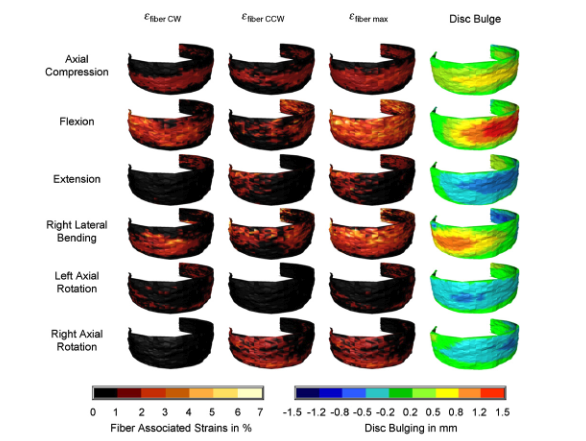 εfiber CW εfiber CCW εfiber max Disc Bulge
Axial
Compression
Flexion
Extension
Right Lateral
Bending
Left Axial
Rotation
Right Axial
Rotation
0 1 2 3 4 5 6 7
Fiber Associated Strains in %
-1.5 -1.2 -0.8 -0.5 -0.2 0.2 0.5 0.8 1.2 1.5
Disc Bulging in mm